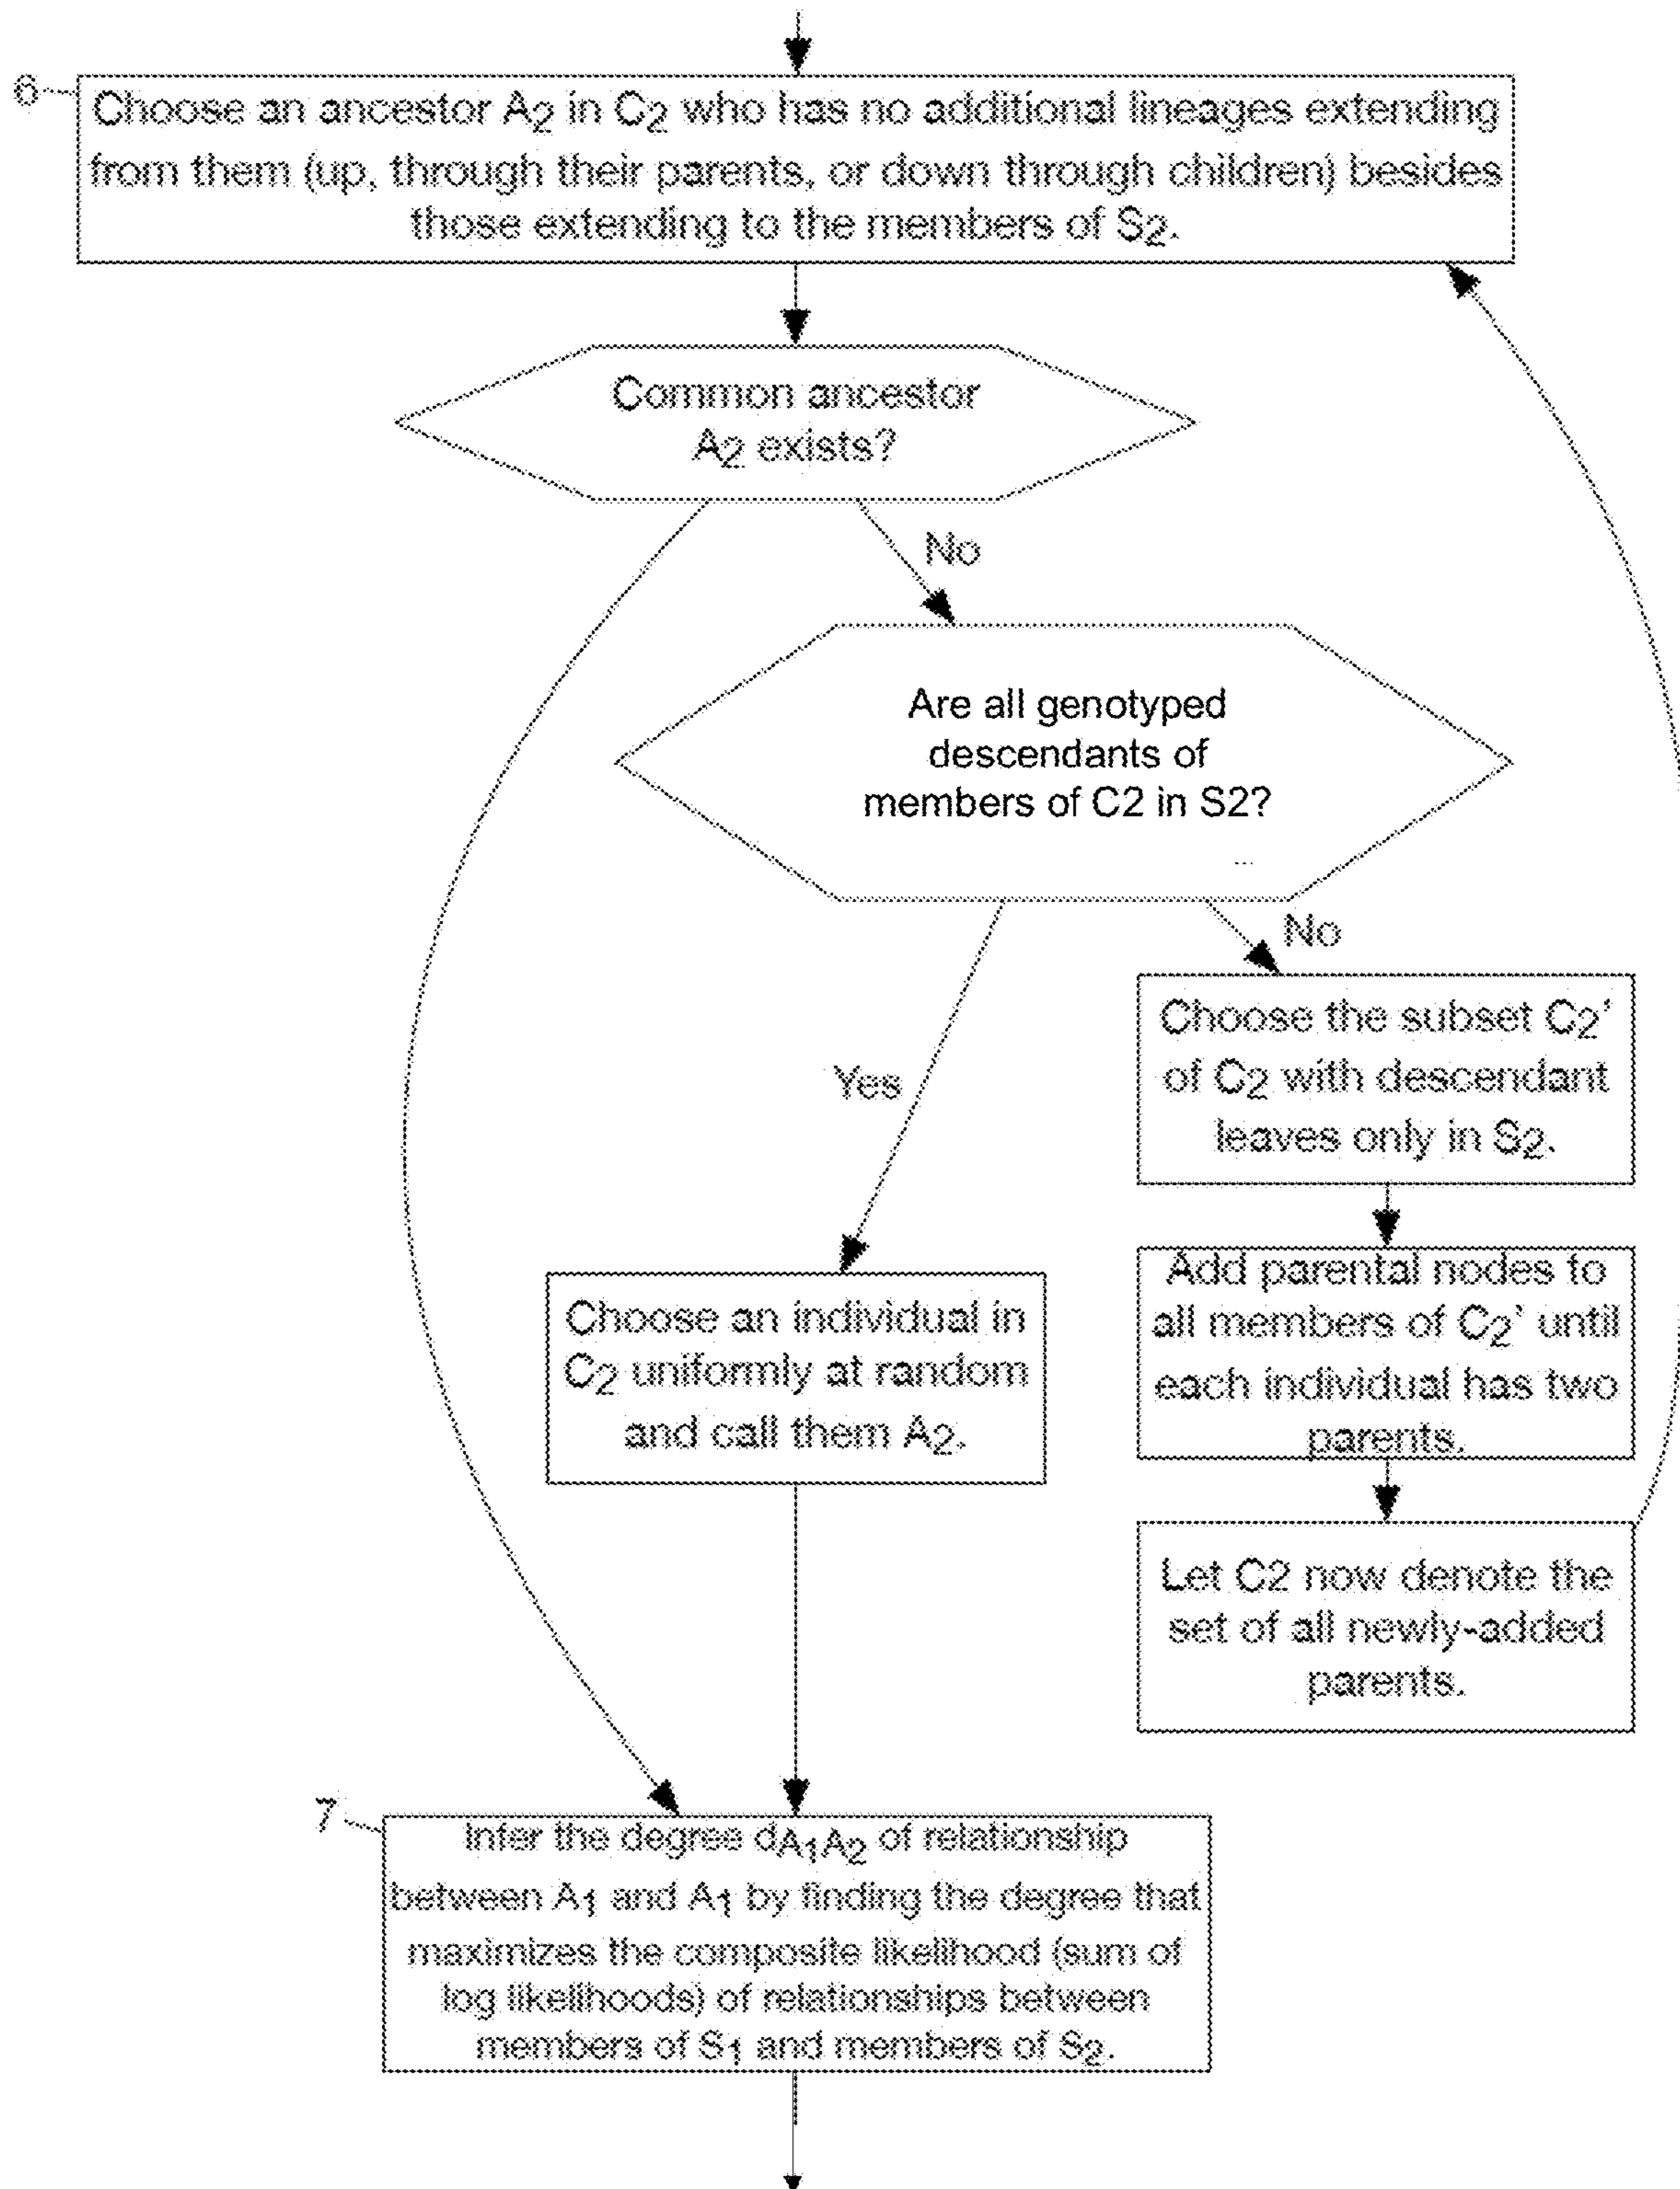 6
Choose an ancestor A2 in C2 who has no additional lineages extending
from them (up, through their parents, or down through children) besides
those extending to the members of S2.
Common ancestor
A2 exists?
No
Are all genotyped
descendants of
members of C2 in S2?
No
Choose the subset C2'
of C2 with descendant
leaves only in S2.
Yes
Add parental nodes to
all members of C2' until
each individual has two
parents.
Choose an individual in
C2 uniformly at random
and call them A2.
Let C2 now denote the
set of all newly-added
parents.
7
Infer the degree dA1A2 of relationship
between A1 and A1 by finding the degree that
maximizes the composite likelihood (sum of
log likelihoods) of relationships between
members of S1 and members of S2.